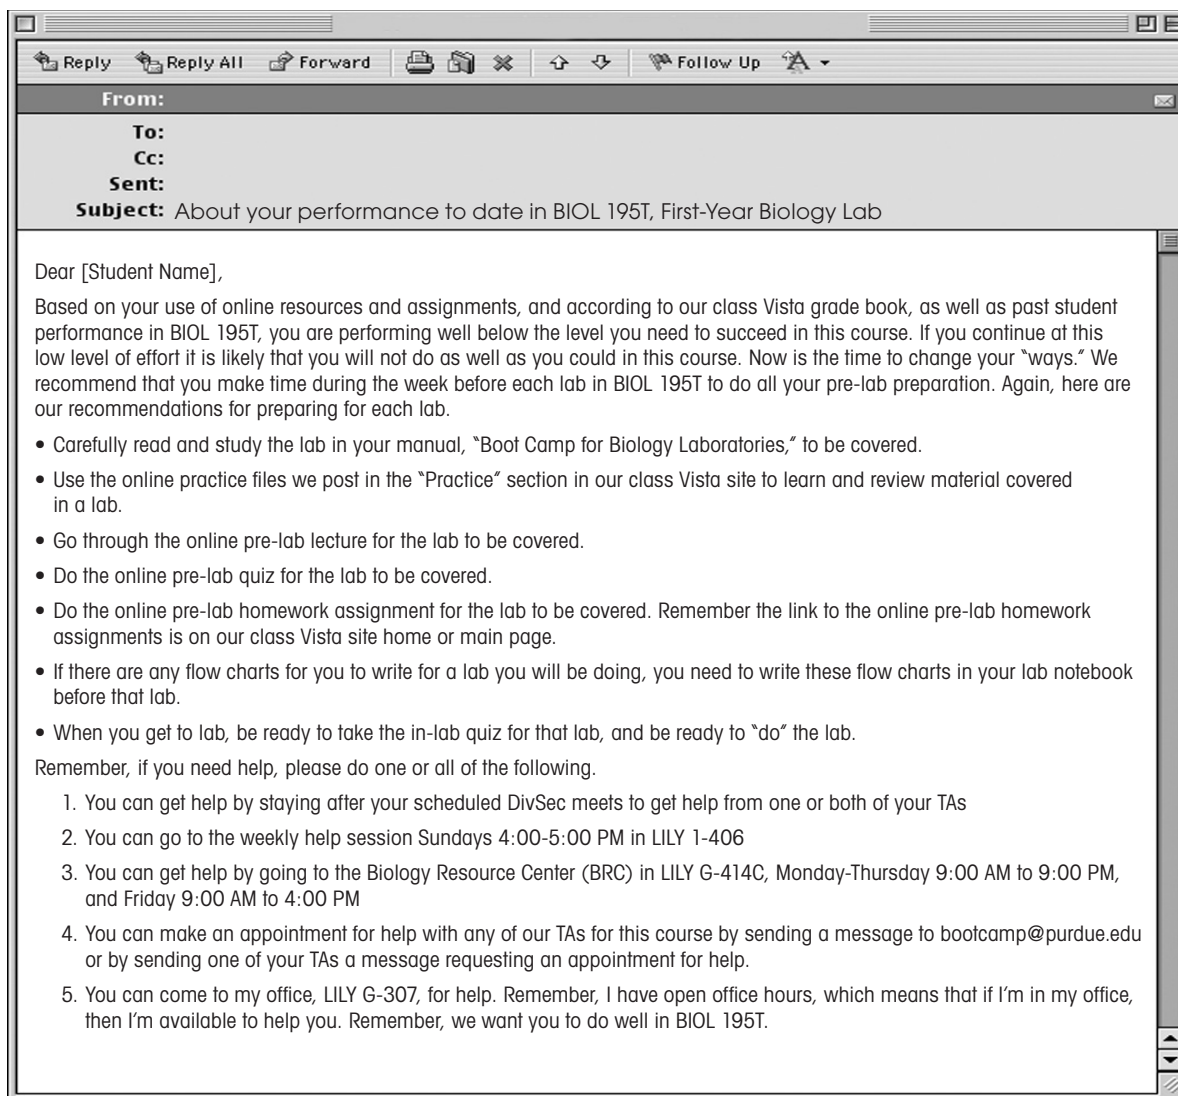 Reply Reply All Forward Follow Up A
From:
To:
Cc:
Sent:
Subject: About your performance to date in BIOL 195T, First-Year Biology Lab
Dear [Student Name],
Based on your use of online resources and assignments, and according to our class Vista grade book, as well as past student
performance in BIOL 195T, you are performing well below the level you need to succeed in this course. If you continue at this
low level of effort it is likely that you will not do as well as you could in this course. Now is the time to change your “ways.” We
recommend that you make time during the week before each lab in BIOL 195T to do all your pre-lab preparation. Again, here are
our recommendations for preparing for each lab.
• Carefully read and study the lab in your manual, “Boot Camp for Biology Laboratories,” to be covered.
• Use the online practice files we post in the “Practice” section in our class Vista site to learn and review material covered
in a lab.
• Go through the online pre-lab lecture for the lab to be covered.
• Do the online pre-lab quiz for the lab to be covered.
• Do the online pre-lab homework assignment for the lab to be covered. Remember the link to the online pre-lab homework
assignments is on our class Vista site home or main page.
• If there are any flow charts for you to write for a lab you will be doing, you need to write these flow charts in your lab notebook
before that lab.
• When you get to lab, be ready to take the in-lab quiz for that lab, and be ready to “do” the lab.
Remember, if you need help, please do one or all of the following.
1. You can get help by staying after your scheduled DivSec meets to get help from one or both of your TAs
2. You can go to the weekly help session Sundays 4:00-5:00 PM in LILY 1-406
3. You can get help by going to the Biology Resource Center (BRC) in LILY G-414C, Monday-Thursday 9:00 AM to 9:00 PM,
and Friday 9:00 AM to 4:00 PM
4. You can make an appointment for help with any of our TAs for this course by sending a message to bootcamp@purdue.edu
or by sending one of your TAs a message requesting an appointment for help.
5. You can come to my office, LILY G-307, for help. Remember, I have open office hours, which means that if I’m in my office,
then I’m available to help you. Remember, we want you to do well in BIOL 195T.